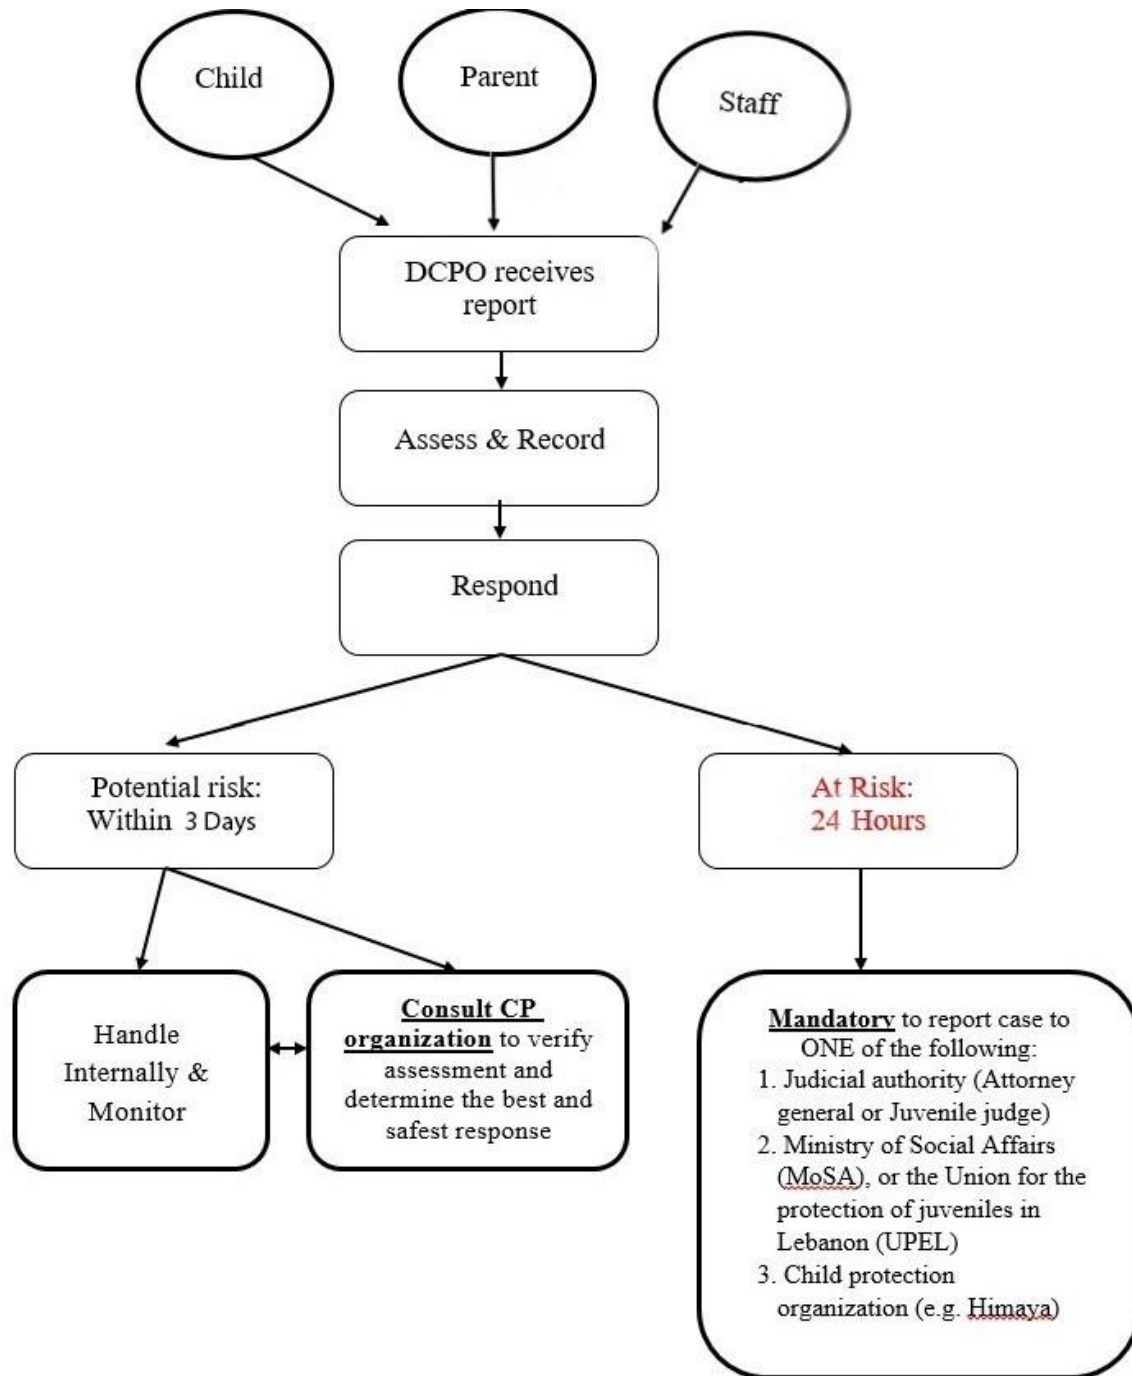 Child
Parent
Staff
DCPO receives
report
Assess & Record
Respond
Potential risk:
Within 3 Days
At Risk:
24 Hours
Handle
Internally &
Monitor
Consult CP
organization to verify
assessment and
determine the best and
safest response
Mandatory to report case to
ONE of the following:
1. Judicial authority (Attorney
general or Juvenile judge)
2. Ministry of Social Affairs
(MoSA), or the Union for the
protection of juveniles in
Lebanon (UPEL)
3. Child protection
organization (e.g. Himaya)